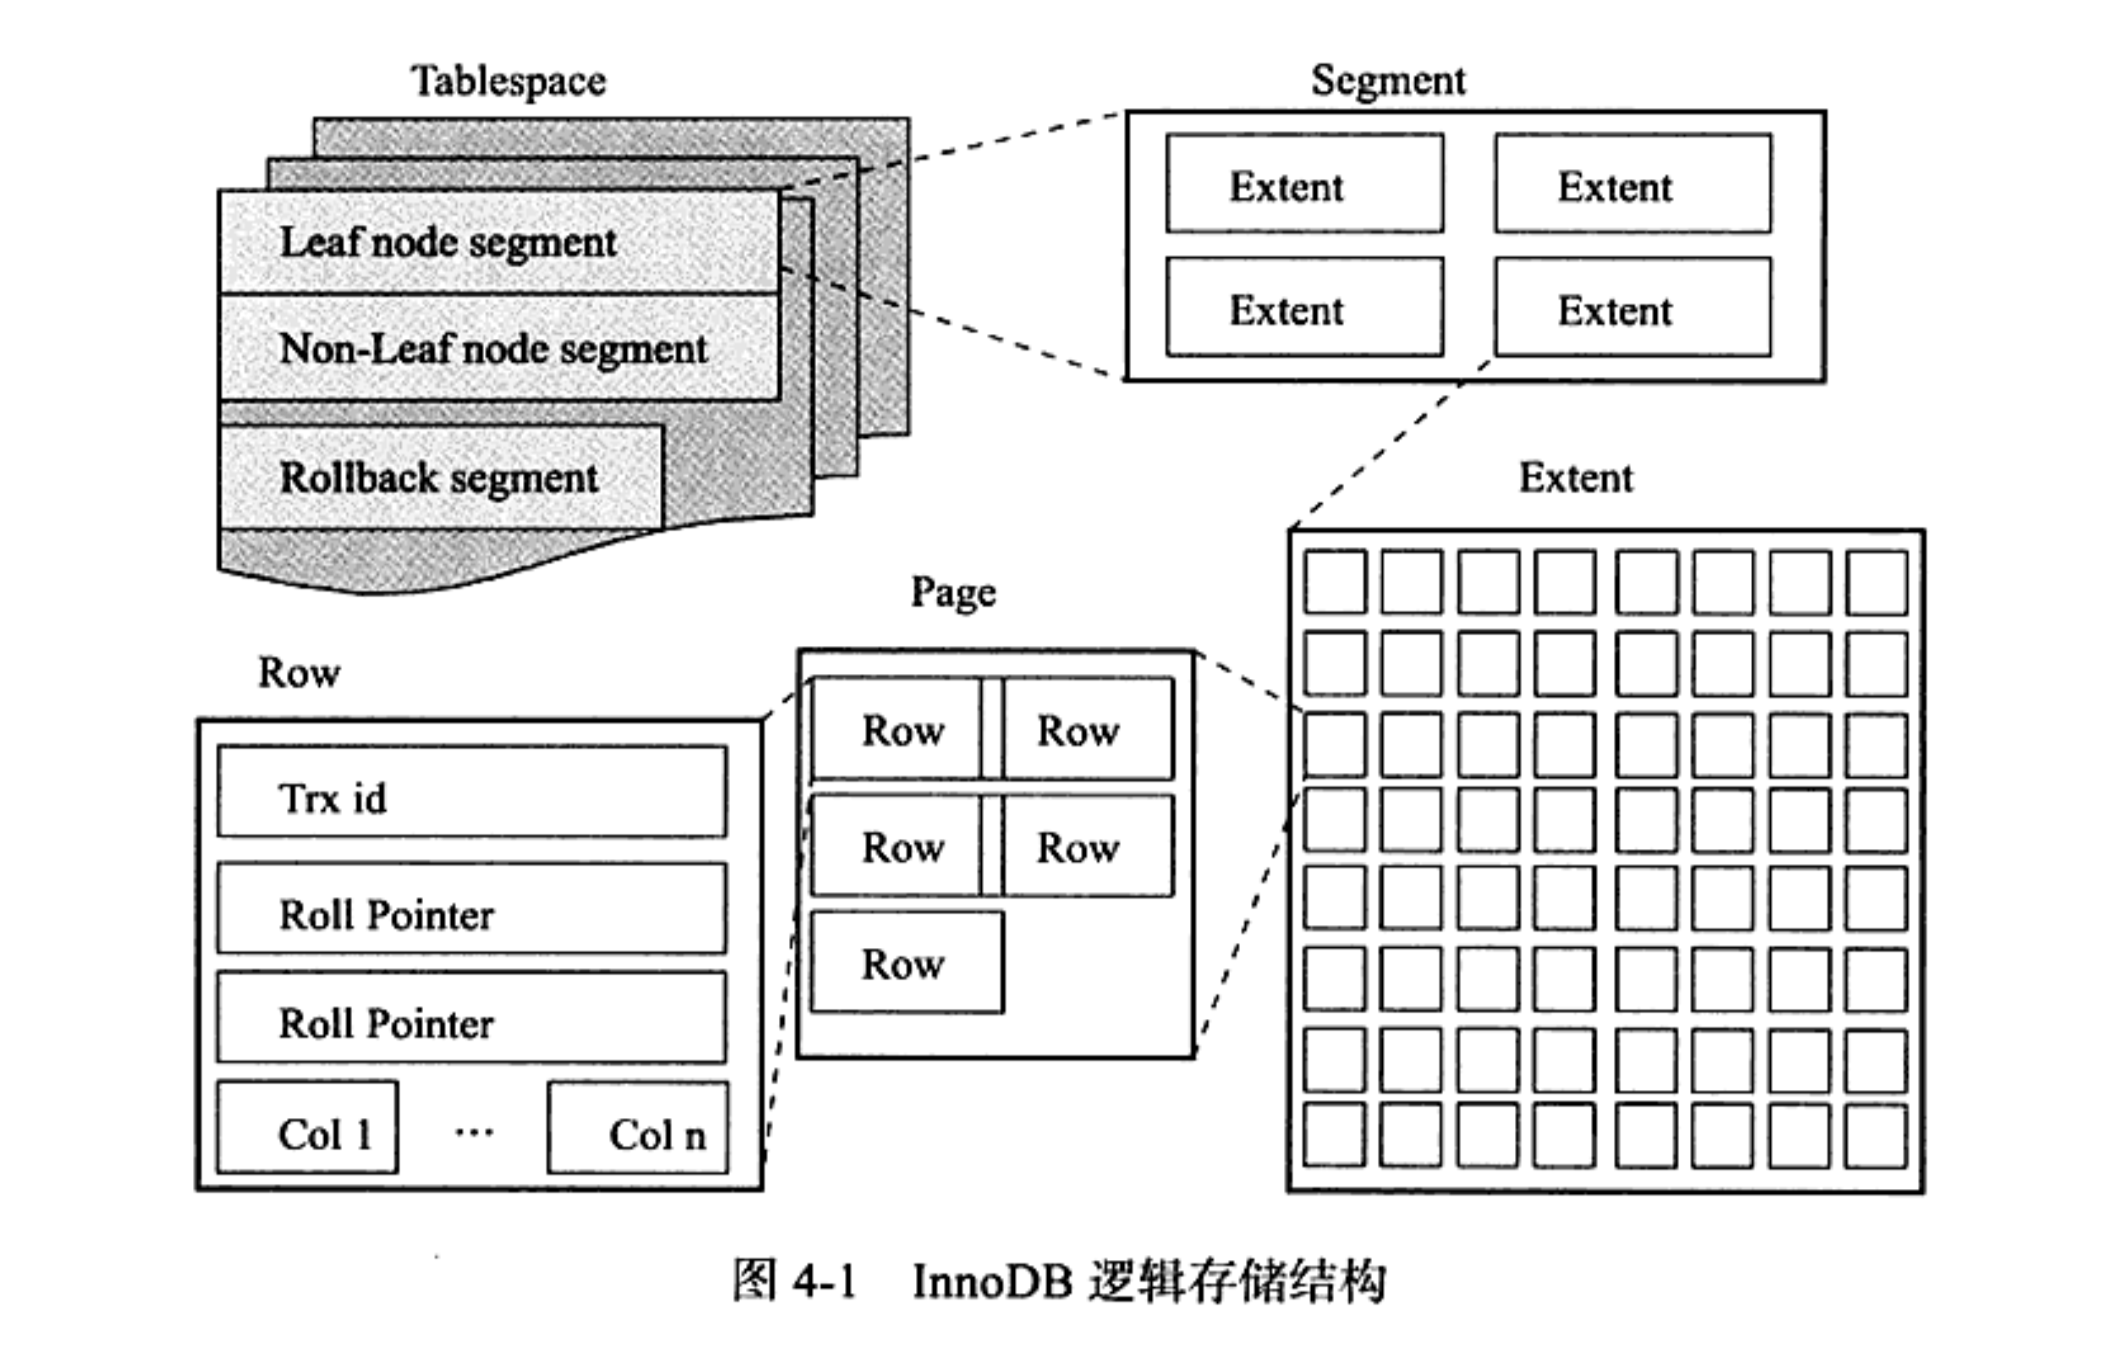 Tablespace
Leaf node segment
Non-Leaf node segment
Rollback segment
Segment
Extent
Extent
Extent
Extent
Extent
Page
Row
Row
Row
Row
Row
Row
Trx id
Roll Pointer
Roll Pointer
Col 1 ... Col n
图 4-1 InnoDB 逻辑存储结构